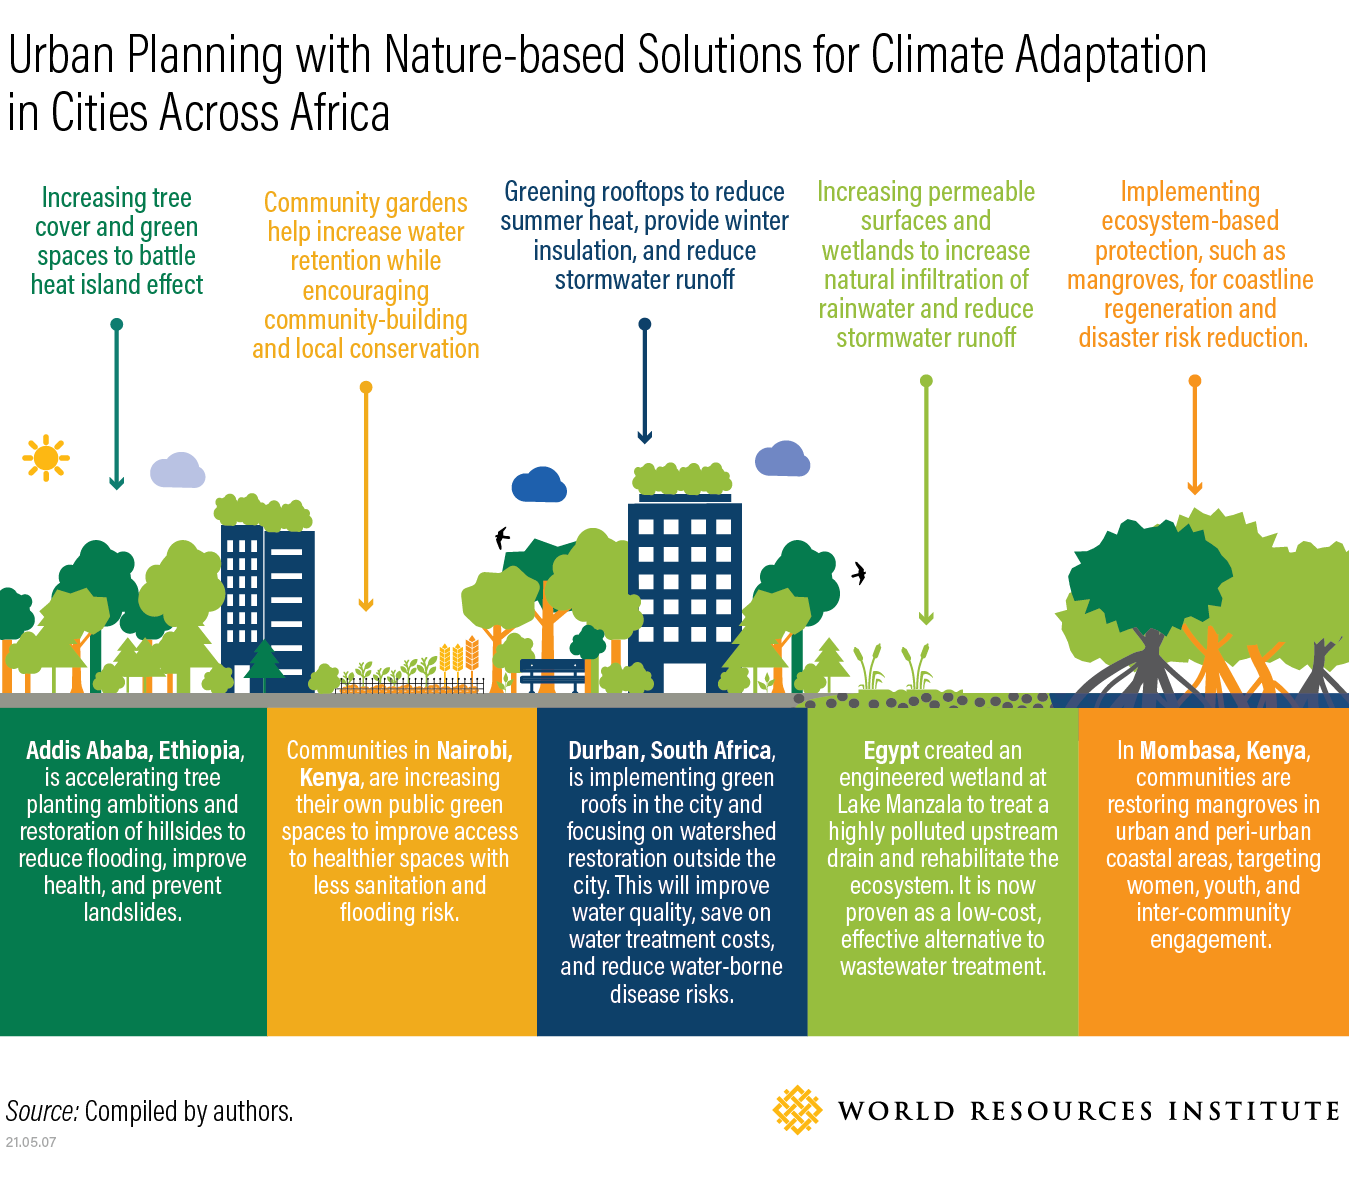 Urban Planning with Nature-based Solutions for Climate Adaptation
in Cities Across Africa
Increasing tree
cover and green
spaces to battle
heat island effect
Community gardens
help increase water
retention while
encouraging
community-building
and local conservation
Greening rooftops to reduce
summer heat, provide winter
insulation, and reduce
stormwater runoff
Increasing permeable
surfaces and
wetlands to increase
natural infiltration of
rainwater and reduce
stormwater runoff
Implementing
ecosystem-based
protection, such as
mangroves, for coastline
regeneration and
disaster risk reduction.
Addis Ababa, Ethiopia,
is accelerating tree
planting ambitions and
restoration of hillsides to
reduce flooding, improve
health, and prevent
landslides.
Communities in Nairobi,
Kenya, are increasing
their own public green
spaces to improve access
to healthier spaces with
less sanitation and
flooding risk.
Durban, South Africa,
is implementing green
roofs in the city and
focusing on watershed
restoration outside the
city. This will improve
water quality, save on
water treatment costs,
and reduce water-borne
disease risks.
Egypt created an
engineered wetland at
Lake Manzala to treat a
highly polluted upstream
drain and rehabilitate the
ecosystem. It is now
proven as a low-cost,
effective alternative to
wastewater treatment.
In Mombasa, Kenya,
communities are
restoring mangroves in
urban and peri-urban
coastal areas, targeting
women, youth, and
inter-community
engagement.
Source: Compiled by authors.
21.05.07
WORLD RESOURCES INSTITUTE